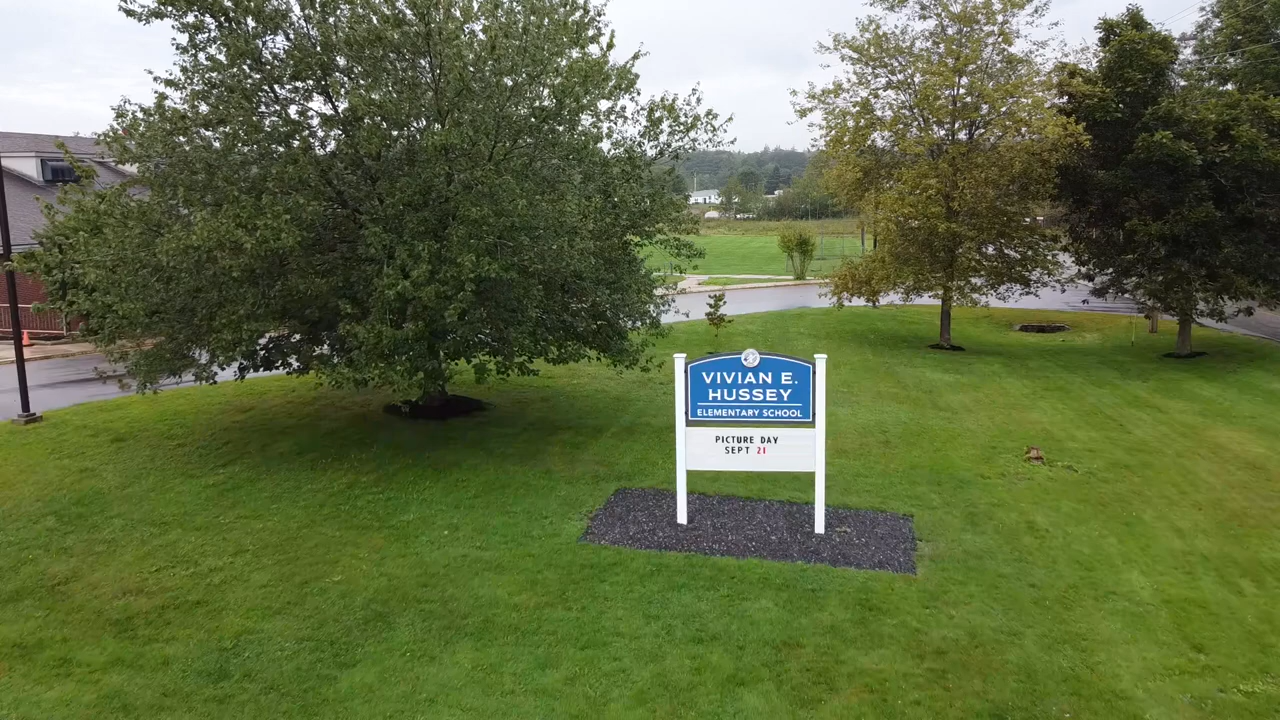 VIVIAN E.
HUSSEY
ELEMENTARY SCHOOL
PICTURE DAY
SEPT 21